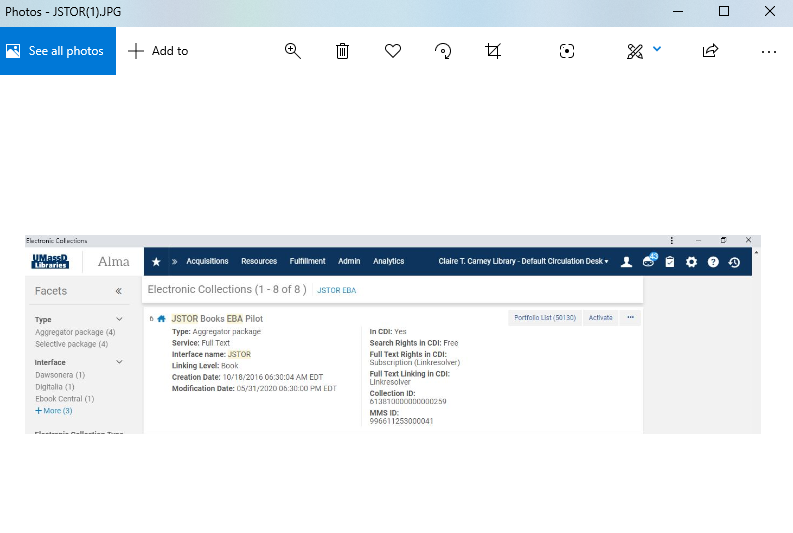 Photos - JSTOR(1).JPG
See all photos
Add to
Electronic Collections
UMassD
Libraries
Alma
Acquisitions Resources Fulfillment Admin Analytics Claire T. Carney Library - Default Circulation Desk
43
Facets
Electronic Collections (1 - 8 of 8 ) JSTOR EBA
Type
Aggregator package (4)
Selective package (4)
Interface
Dawsonera (1)
Digitalia (1)
Ebook Central (1)
+ More (3)
6 JSTOR Books EBA Pilot
Portfolio List (50130) Activate
Type: Aggregator package
Service: Full Text
Interface name: JSTOR
Linking Level: Book
Creation Date: 10/18/2016 06:30:04 AM EDT
Modification Date: 05/31/2020 06:30:00 PM EDT
In CDI: Yes
Search Rights in CDI: Free
Full Text Rights in CDI:
Subscription (Linkresolver)
Full Text Linking in CDI:
Linkresolver
Collection ID:
613810000000000259
MMS ID:
996611253000041